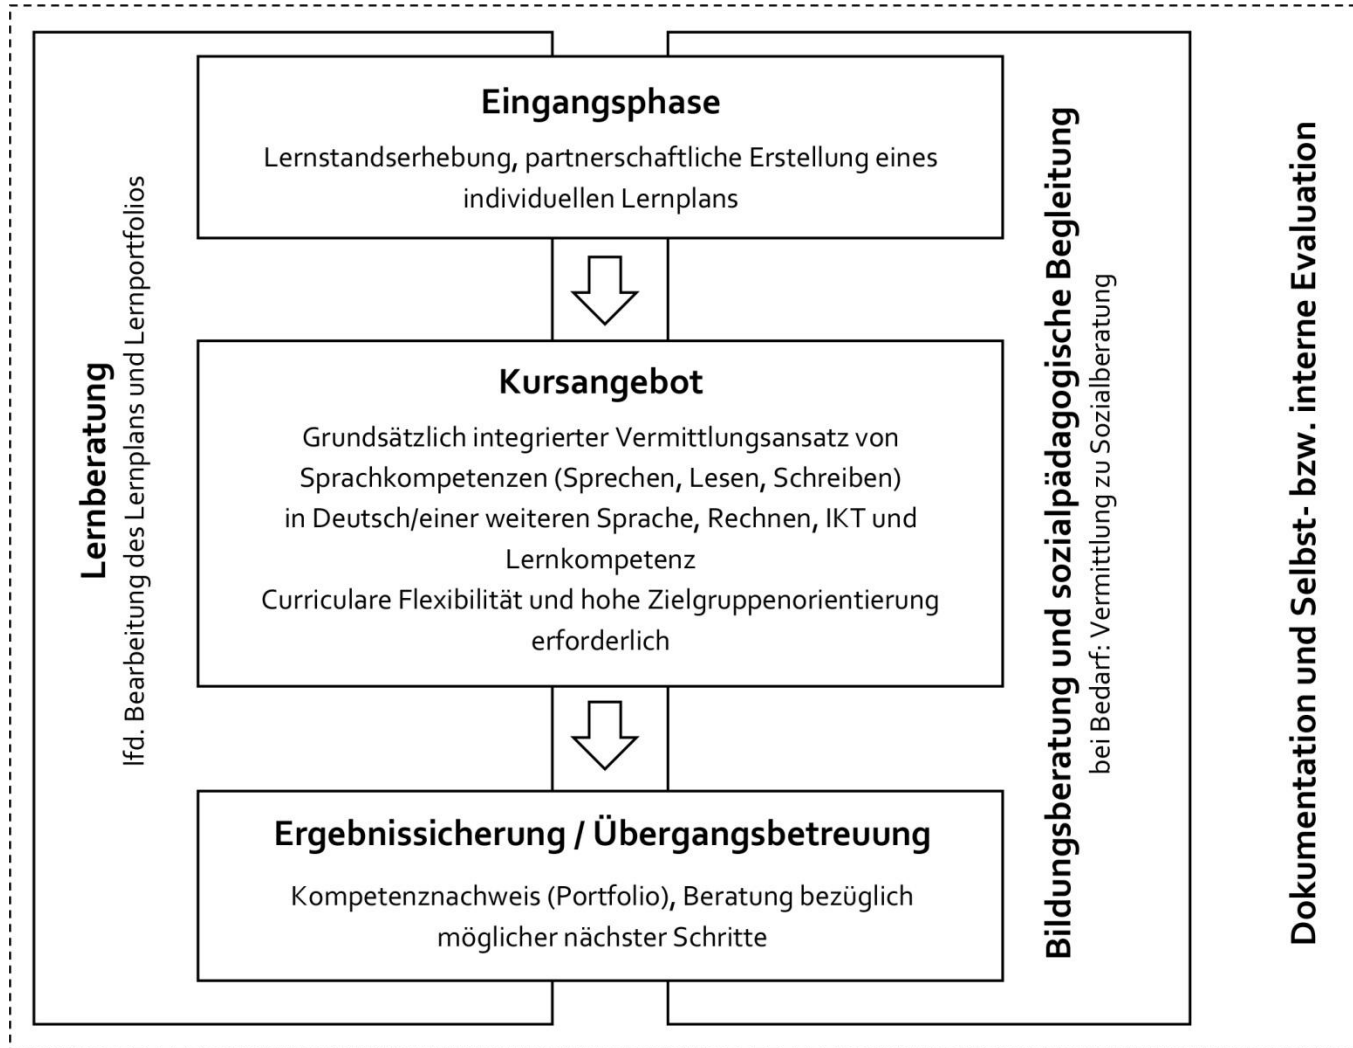 Lernberatung
lfd. Bearbeitung des Lernplans und Lernportfolios
Eingangsphase
Lernstandserhebung, partnerschaftliche Erstellung eines
individuellen Lernplans
Kursangebot
Grundsätzlich integrierter Vermittlungsansatz von
Sprachkompetenzen (Sprechen, Lesen, Schreiben)
in Deutsch/einer weiteren Sprache, Rechnen, IKT und
Lernkompetenz
Curriculare Flexibilität und hohe Zielgruppenorientierung
erforderlich
Ergebnissicherung / Übergangsbetreuung
Kompetenznachweis (Portfolio), Beratung bezüglich
möglicher nächster Schritte
Bildungsberatung und sozialpädagogische Begleitung
bei Bedarf: Vermittlung zu Sozialberatung
Dokumentation und Selbst- bzw. interne Evaluation